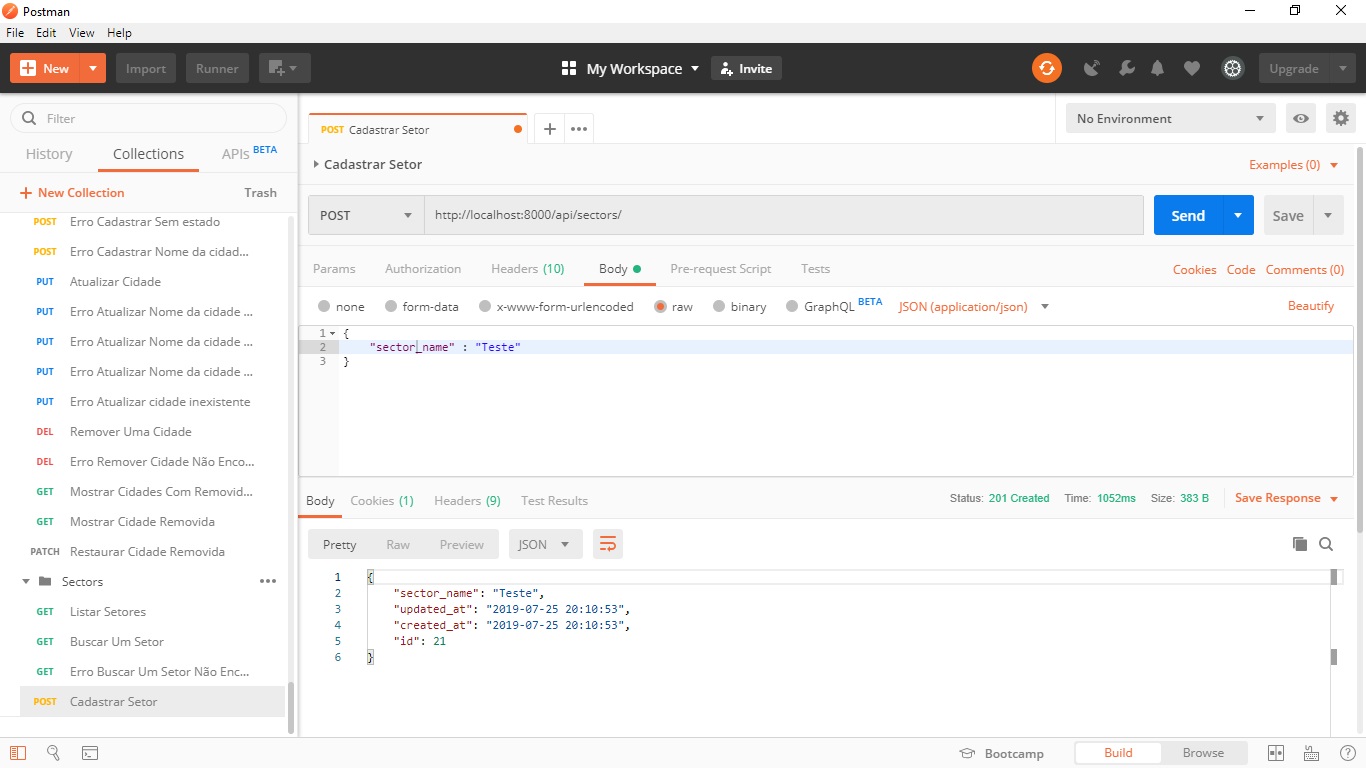 Postman
File Edit View Help
New Import Runner My Workspace Invite Upgrade
Filter
History Collections APIs BETA
New Collection Trash
POST Erro Cadastrar Sem estado
POST Erro Cadastrar Nome da cidad...
PUT Atualizar Cidade
PUT Erro Atualizar Nome da cidade ...
PUT Erro Atualizar Nome da cidade ...
PUT Erro Atualizar Nome da cidade ...
PUT Erro Atualizar cidade inexistente
DEL Remover Uma Cidade
DEL Erro Remover Cidade Não Enco...
GET Mostrar Cidades Com Removid...
GET Mostrar Cidade Removida
PATCH Restaurar Cidade Removida
Sectors
GET Listar Setores
GET Buscar Um Setor
GET Erro Buscar Um Setor Não Enc...
POST Cadastrar Setor
POST Cadastrar Setor
No Environment
Cadastrar Setor
Examples (0)
POST http://localhost:8000/api/sectors/ Send Save
Params Authorization Headers (10) Body Pre-request Script Tests Cookies Code Comments (0)
none form-data x-www-form-urlencoded raw binary GraphQL BETA JSON (application/json) Beautify
1 {
2 "sector_name" : "Teste"
3 }
Body Cookies (1) Headers (9) Test Results Status: 201 Created Time: 1052ms Size: 383 B Save Response
Pretty Raw Preview JSON
1 {
2 "sector_name": "Teste",
3 "updated_at": "2019-07-25 20:10:53",
4 "created_at": "2019-07-25 20:10:53",
5 "id": 21
6 }
Bootcamp Build Browse